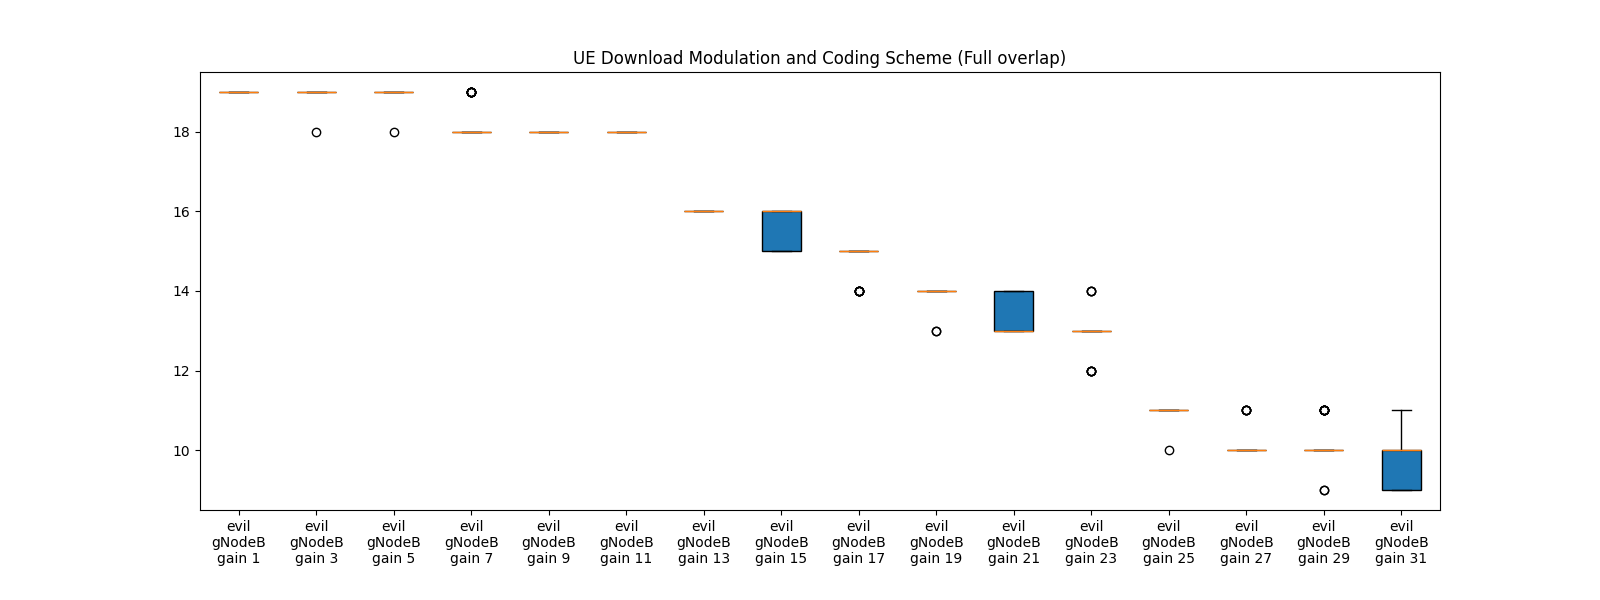 UE Download Modulation and Coding Scheme (Full overlap)
18
16
14
12
10
evil gNodeB gain 1
evil gNodeB gain 3
evil gNodeB gain 5
evil gNodeB gain 7
evil gNodeB gain 9
evil gNodeB gain 11
evil gNodeB gain 13
evil gNodeB gain 15
evil gNodeB gain 17
evil gNodeB gain 19
evil gNodeB gain 21
evil gNodeB gain 23
evil gNodeB gain 25
evil gNodeB gain 27
evil gNodeB gain 29
evil gNodeB gain 31